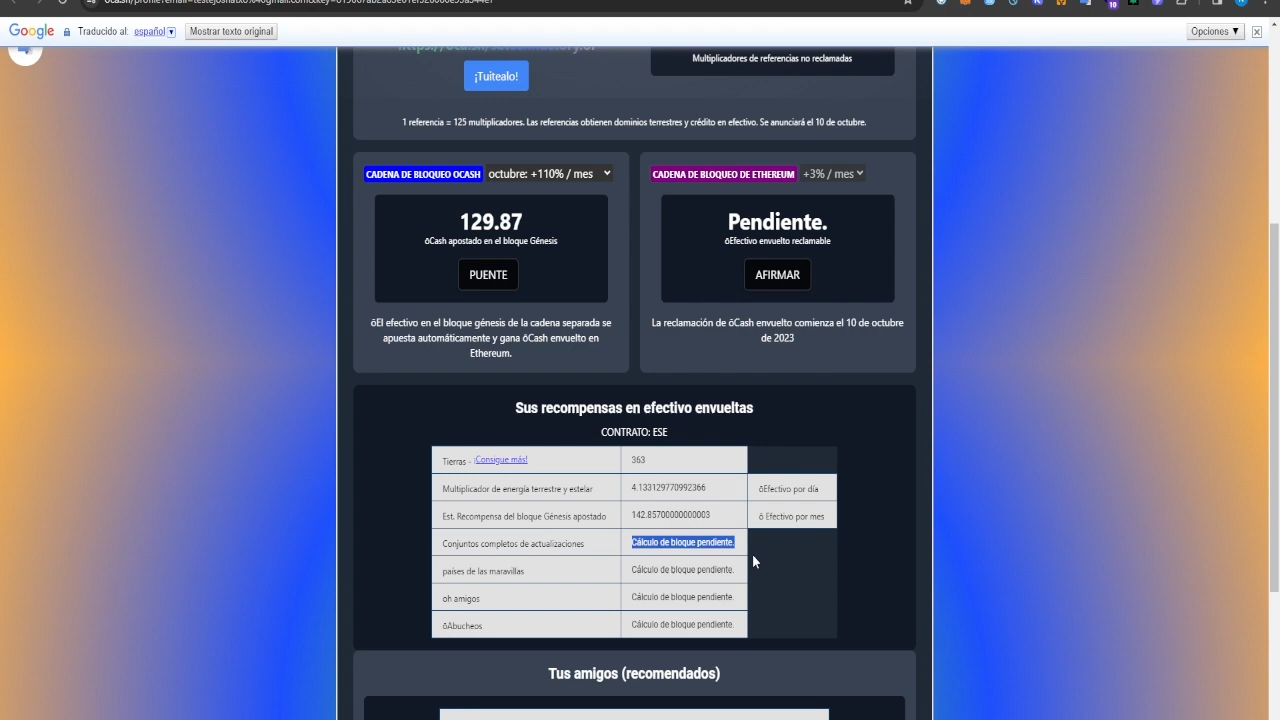 Google Traducido al: español Mostrar texto original Opciones ▼
¡Tuitealo!
Multiplicadores de referencias no reclamadas
1 referencia = 125 multiplicadores. Las referencias obtienen dominios terrestres y crédito en efectivo. Se anunciará el 10 de octubre.
CADENA DE BLOQUEO OCASH octubre: +110% / mes
129.87
ōCash apostado en el bloque Génesis
PUENTE
ōEl efectivo en el bloque génesis de la cadena separada se
apuesta automáticamente y gana ōCash envuelto en
Ethereum.
CADENA DE BLOQUEO DE ETHEREUM +3% / mes
Pendiente.
ōEfectivo envuelto reclamable
AFIRMAR
La reclamación de ōCash envuelto comienza el 10 de octubre
de 2023
Sus recompensas en efectivo envueltas
CONTRATO: ESE
Tierras - ¡Consigue más! 363
Multiplicador de energía terrestre y estelar 4.133129770992366 ōEfectivo por día
Est. Recompensa del bloque Génesis apostado 142.85700000000003 ō Efectivo por mes
Conjuntos completos de actualizaciones Cálculo de bloque pendiente.
países de las maravillas Cálculo de bloque pendiente.
oh amigos Cálculo de bloque pendiente.
ōAbucheos Cálculo de bloque pendiente.
Tus amigos (recomendados)